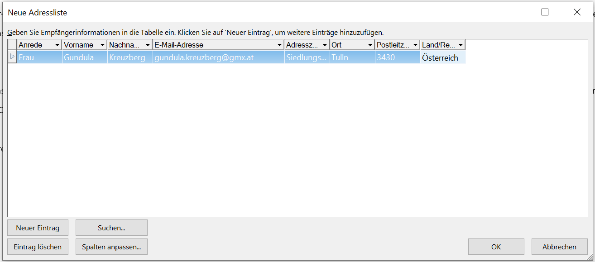 Neue Adressliste
Geben Sie Empfängerinformationen in die Tabelle ein. Klicken Sie auf 'Neuer Eintrag', um weitere Einträge hinzuzufügen.
Anrede Vorname Nachna... E-Mail-Adresse Adressz... Ort Postleitz... Land/Re...
Frau Gundula Kreuzberg gundula.kreuzberg@gmx.at Siedlungs... Tulln 3430 Österreich
Neuer Eintrag Suchen...
Eintrag löschen Spalten anpassen... OK Abbrechen